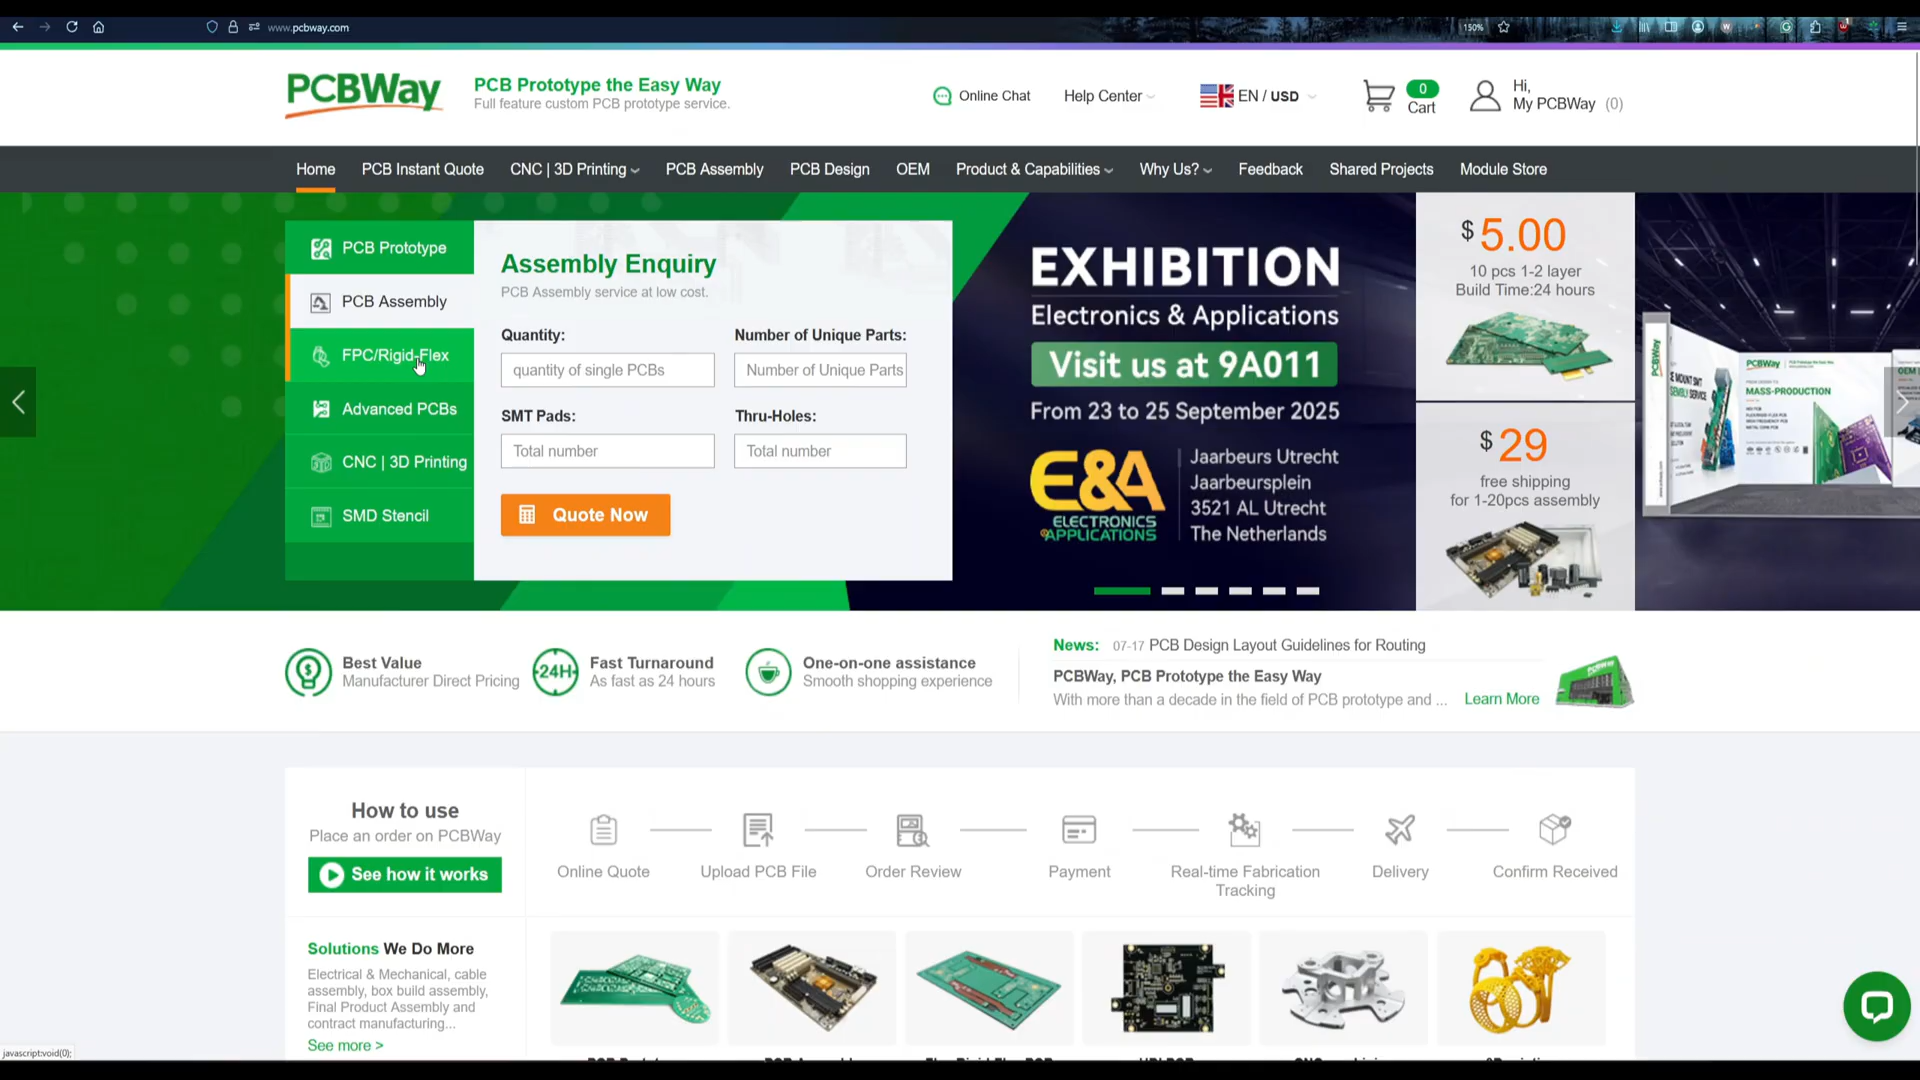 www.pcbway.com
150%
PCBWay
PCB Prototype the Easy Way
Full feature custom PCB prototype service.
Online Chat
Help Center
EN / USD
0
Cart
Hi,
My PCBWay (0)
Home
PCB Instant Quote
CNC | 3D Printing
PCB Assembly
PCB Design
OEM
Product & Capabilities
Why Us?
Feedback
Shared Projects
Module Store
PCB Prototype
PCB Assembly
FPC/Rigid-Flex
Advanced PCBs
CNC | 3D Printing
SMD Stencil
Assembly Enquiry
PCB Assembly service at low cost.
Quantity:
Number of Unique Parts:
quantity of single PCBs
Number of Unique Parts
SMT Pads:
Thru-Holes:
Total number
Total number
Quote Now
EXHIBITION
Electronics & Applications
Visit us at 9A011
From 23 to 25 September 2025
E&A
ELECTRONICS
&APPLICATIONS
Jaarbeurs Utrecht
Jaarbeursplein
3521 AL Utrecht
The Netherlands
$ 5.00
10 pcs 1-2 layer
Build Time:24 hours
$ 29
free shipping
for 1-20pcs assembly
PCBWay
PCBWay
MASS-PRODUCTION
Best Value
Manufacturer Direct Pricing
24H
Fast Turnaround
As fast as 24 hours
One-on-one assistance
Smooth shopping experience
News: 07-17 PCB Design Layout Guidelines for Routing
PCBWay, PCB Prototype the Easy Way
With more than a decade in the field of PCB prototype and ...
Learn More
How to use
Place an order on PCBWay
See how it works
Online Quote
Upload PCB File
Order Review
Payment
Real-time Fabrication
Tracking
Delivery
Confirm Received
Solutions We Do More
Electrical & Mechanical, cable
assembly, box build assembly,
Final Product Assembly and
contract manufacturing...
See more >
javascript:void(0);